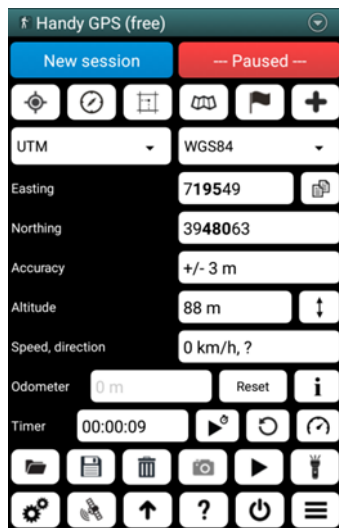 Handy GPS (free)
New session --- Paused ---
UTM WGS84
Easting 719549
Northing 3948063
Accuracy +/- 3 m
Altitude 88 m
Speed, direction 0 km/h, ?
Odometer 0 m Reset i
Timer 00:00:09
?